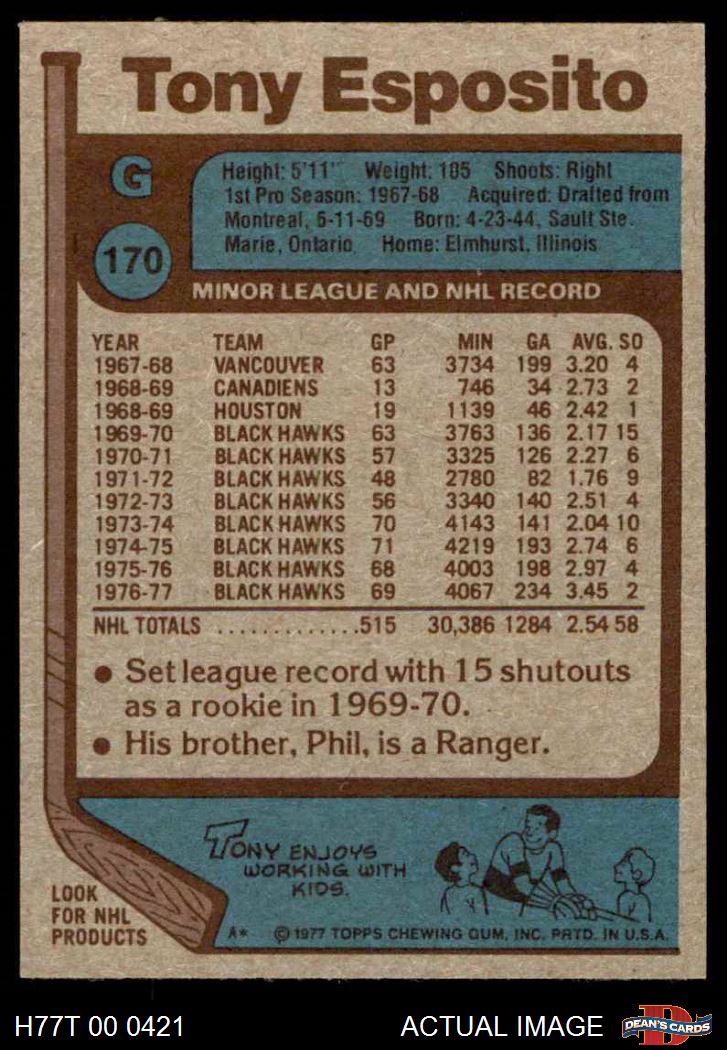 Tony Esposito
G
170
Height: 5'11" Weight: 185 Shoots: Right
1st Pro Season: 1967-68 Acquired: Drafted from
Montreal, 6-11-69 Born: 4-23-44, Sault Ste.
Marie, Ontario Home: Elmhurst, Illinois
MINOR LEAGUE AND NHL RECORD
YEAR TEAM GP MIN GA AVG. SO
1967-68 VANCOUVER 63 3734 199 3.20 4
1968-69 CANADIENS 13 746 34 2.73 2
1968-69 HOUSTON 19 1139 46 2.42 1
1969-70 BLACK HAWKS 63 3763 136 2.17 15
1970-71 BLACK HAWKS 57 3325 126 2.27 6
1971-72 BLACK HAWKS 48 2780 82 1.76 9
1972-73 BLACK HAWKS 56 3340 140 2.51 4
1973-74 BLACK HAWKS 70 4143 141 2.04 10
1974-75 BLACK HAWKS 71 4219 193 2.74 6
1975-76 BLACK HAWKS 68 4003 198 2.97 4
1976-77 BLACK HAWKS 69 4067 234 3.45 2
NHL TOTALS .............515 30,386 1284 2.54 58
• Set league record with 15 shutouts
as a rookie in 1969-70.
• His brother, Phil, is a Ranger.
TONY ENJOYS
WORKING WITH
KIDS.
LOOK
FOR NHL
PRODUCTS
A* © 1977 TOPPS CHEWING GUM, INC. PRTD. IN U.S.A.
H77T 00 0421 ACTUAL IMAGE D DEAN'S CARDS